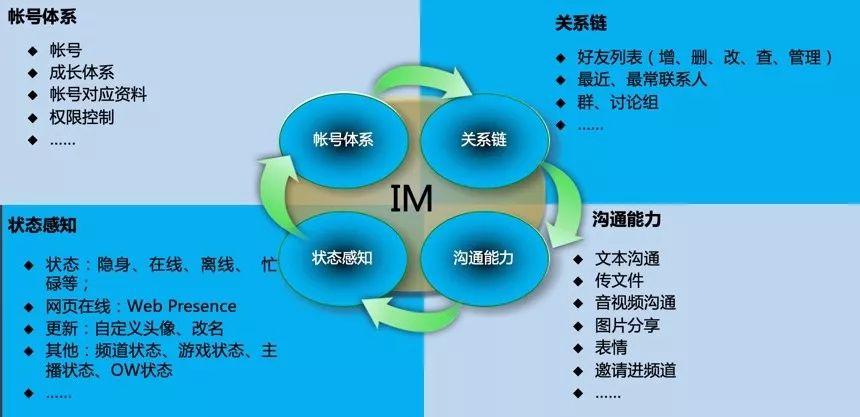 帐号体系
帐号
成长体系
帐号对应资料
权限控制
......
关系链
好友列表（增、删、改、查、管理）
最近、最常联系人
群、讨论组
......
帐号体系
关系链
IM
状态感知
沟通能力
状态感知
状态：隐身、在线、离线、 忙
碌等；
网页在线：Web Presence
更新：自定义头像、改名
其他：频道状态、游戏状态、主
播状态、OW状态
......
沟通能力
文本沟通
传文件
音视频沟通
图片分享
表情
邀请进频道
......